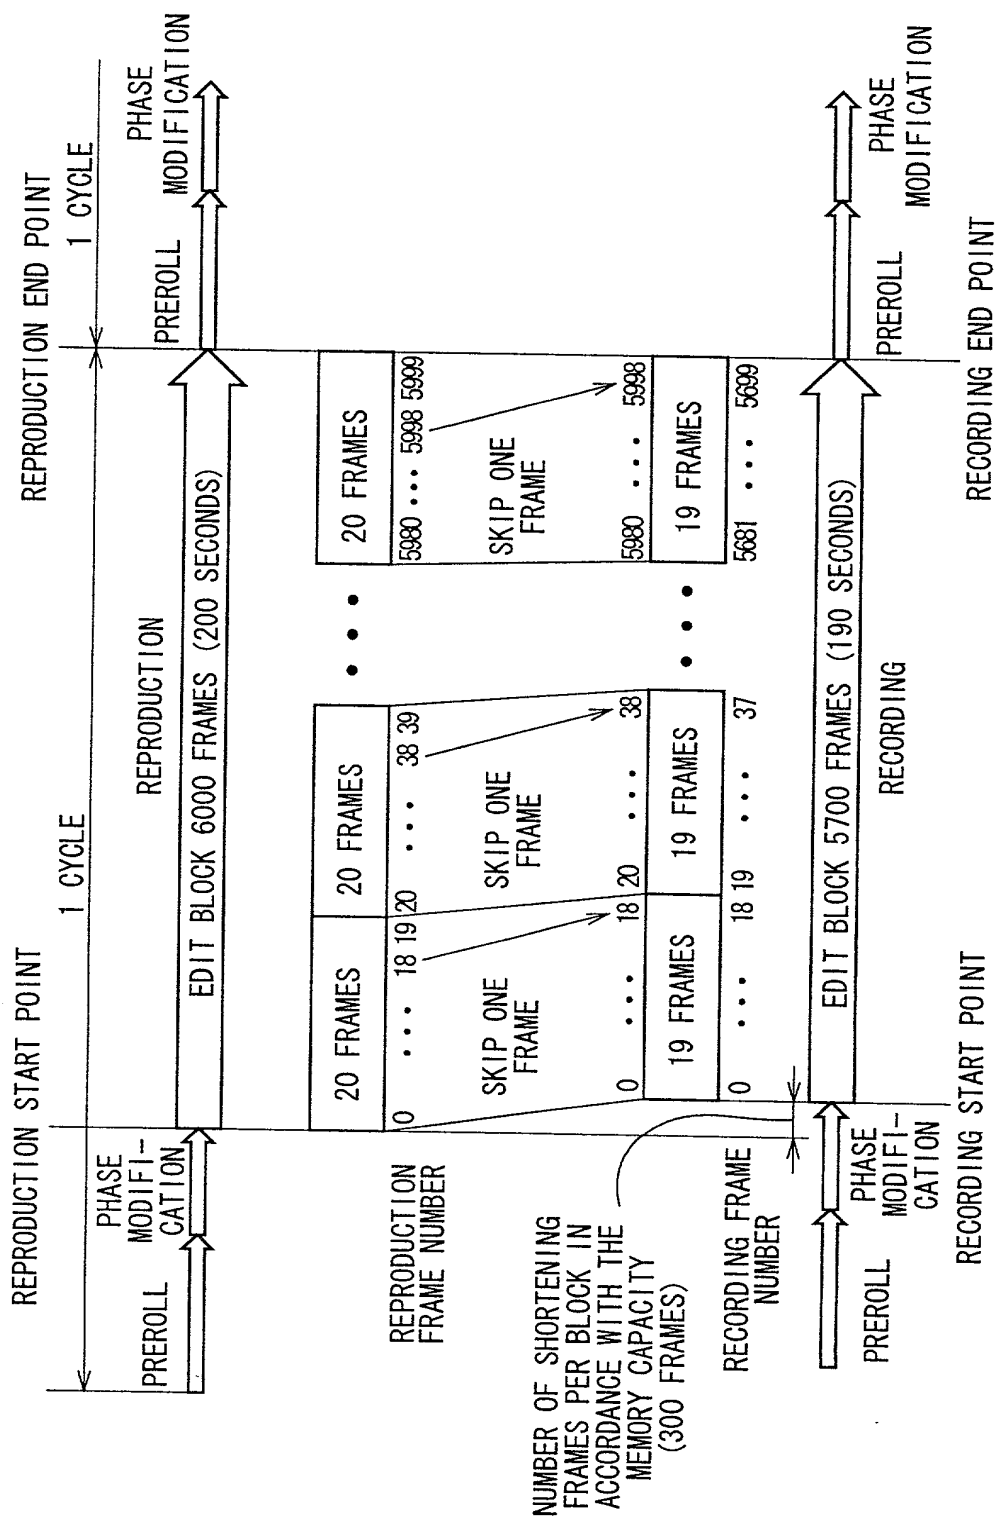 REPRODUCTION START POINT
REPRODUCTION END POINT
1 CYCLE
1 CYCLE
PREROLL
PHASE
MODIFI-
CATION
REPRODUCTION
EDIT BLOCK 6000 FRAMES (200 SECONDS)
PREROLL
PHASE
MODIFICATION
20 FRAMES
20 FRAMES
• • •
20 FRAMES
REPRODUCTION
FRAME NUMBER
0 ••• 18 19
20 ••• 38 39
5980 ••• 5998 5999
SKIP ONE
FRAME
SKIP ONE
FRAME
SKIP ONE
FRAME
0 ••• 18
20 ••• 38
5980 ••• 5998
19 FRAMES
19 FRAMES
• • •
19 FRAMES
NUMBER OF SHORTENING
FRAMES PER BLOCK IN
ACCORDANCE WITH THE
MEMORY CAPACITY
(300 FRAMES)
RECORDING FRAME
NUMBER
0 ••• 18
19 ••• 37
5681 ••• 5699
EDIT BLOCK 5700 FRAMES (190 SECONDS)
PREROLL
PHASE
MODIFI-
CATION
RECORDING
PREROLL
PHASE
MODIFICATION
RECORDING START POINT
RECORDING END POINT